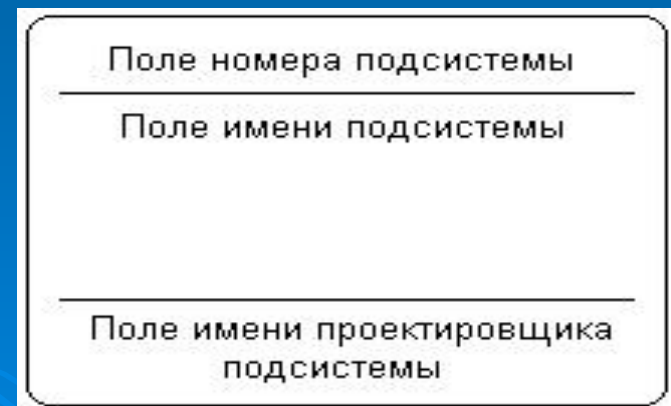 Поле номера подсистемы
Поле имени подсистемы
Поле имени проектировщика
подсистемы